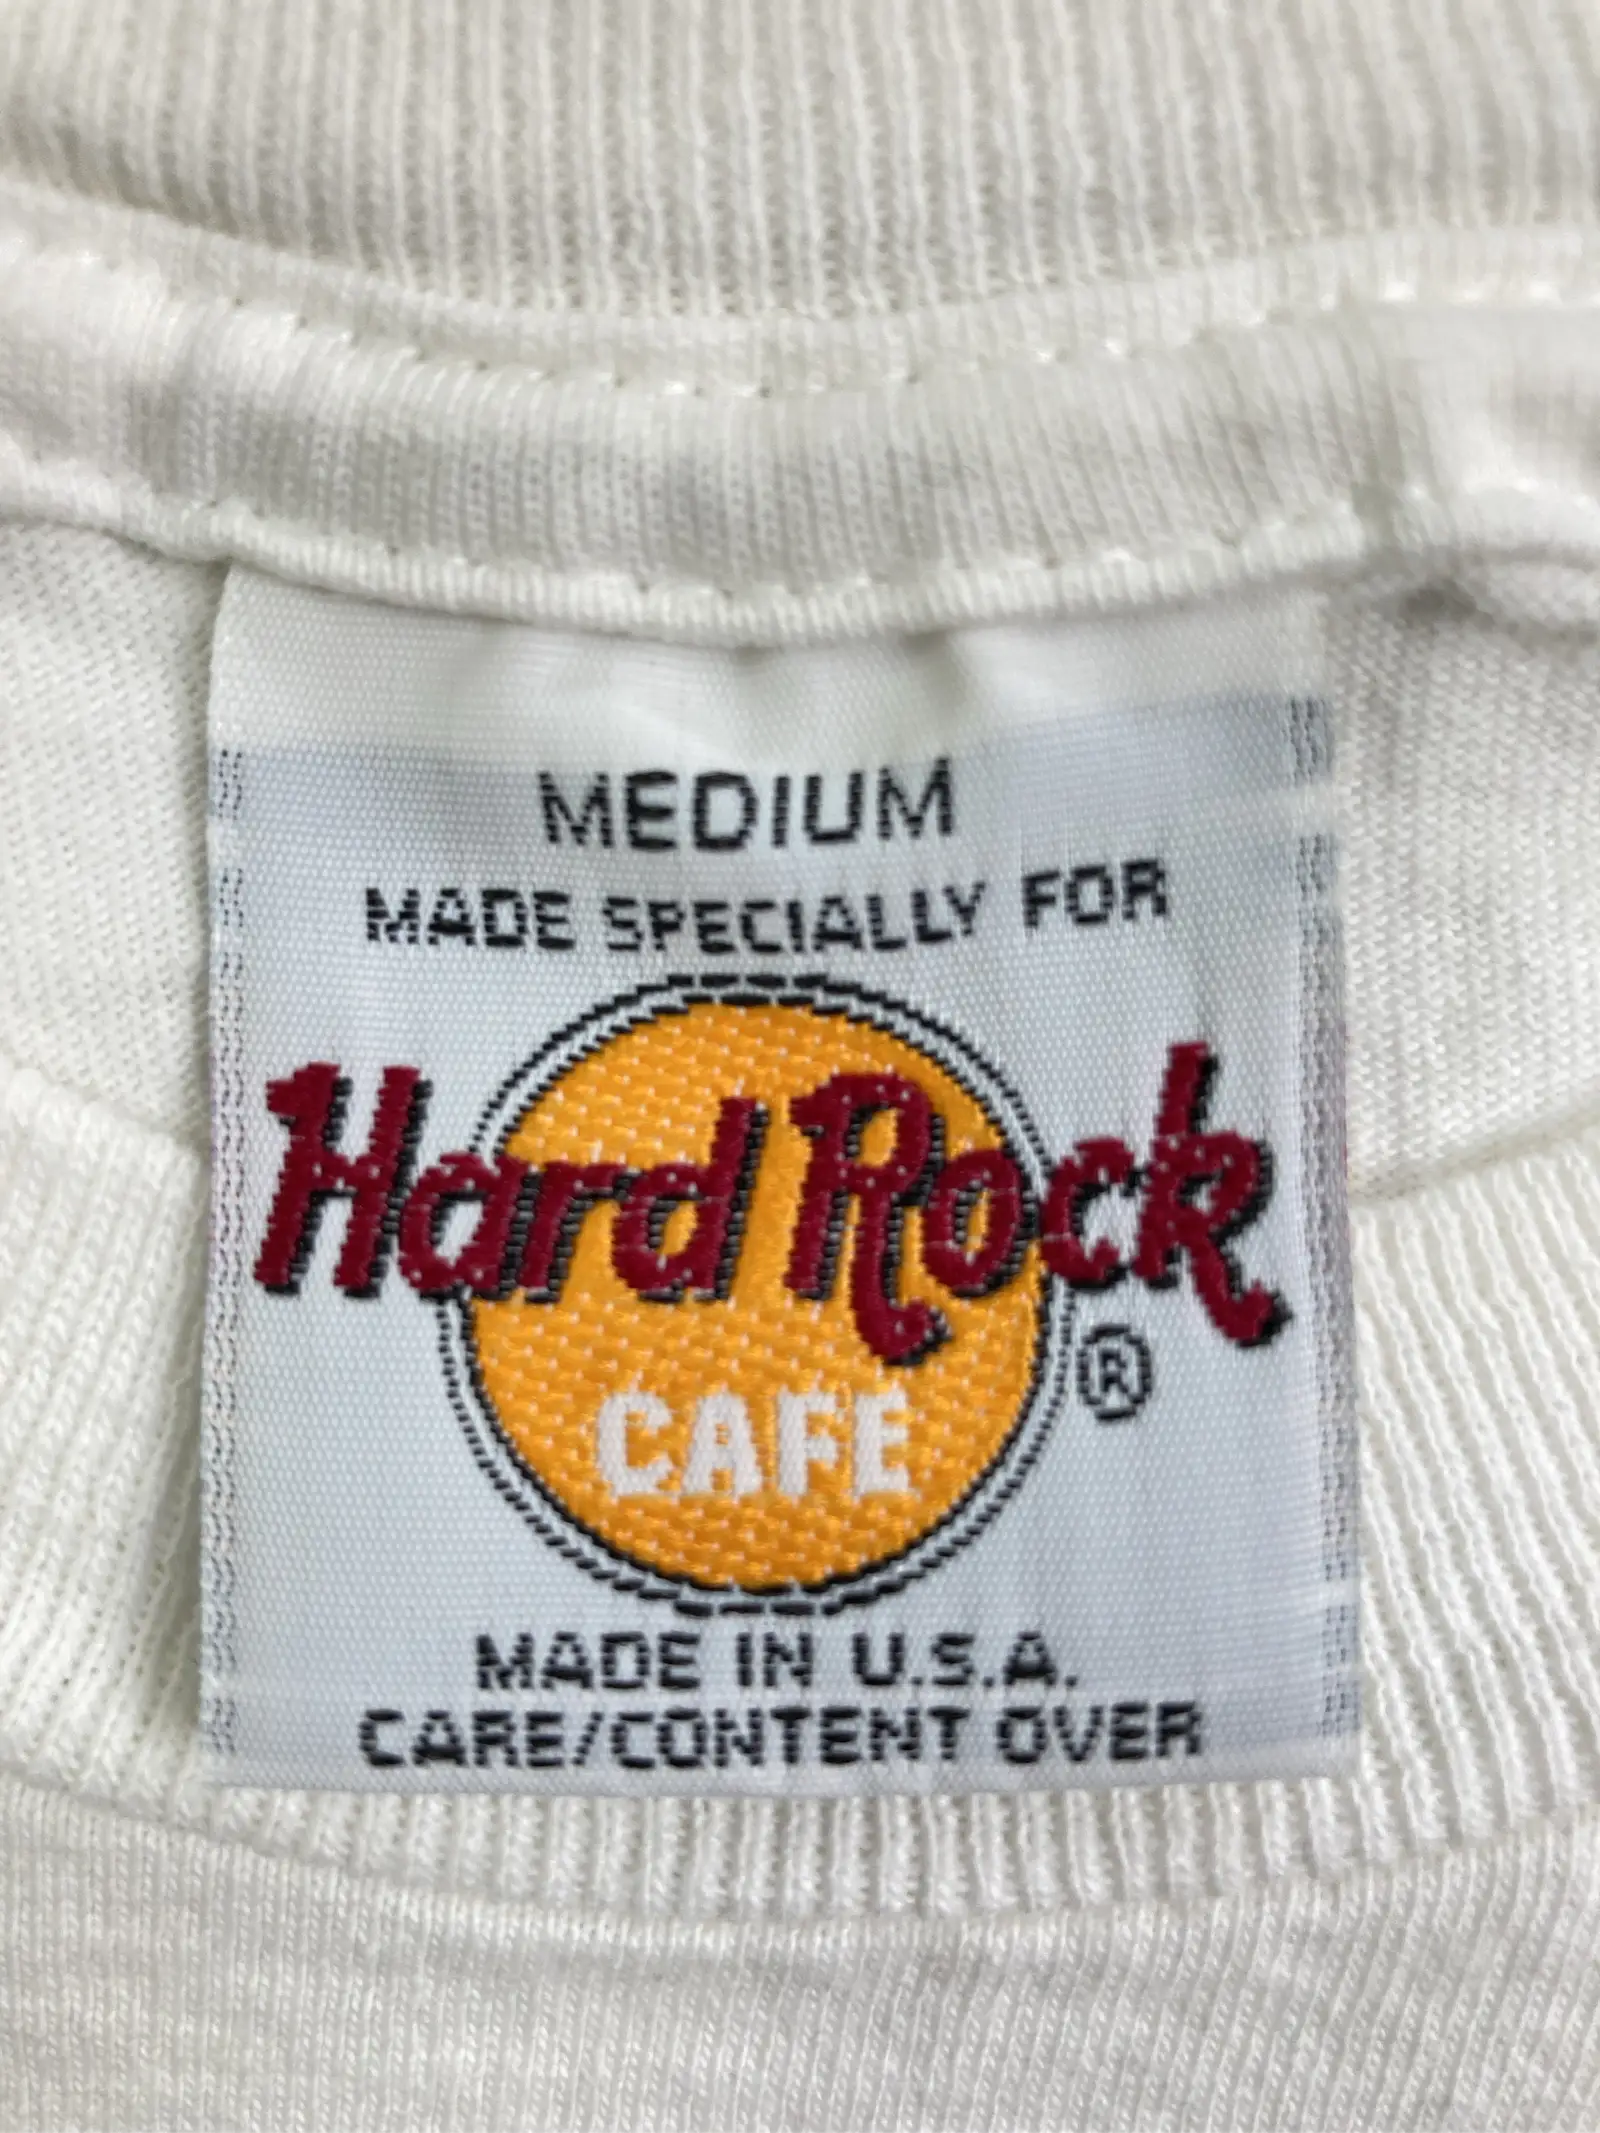 MEDIUM
MADE SPECIALLY FOR
Hard Rock
®
CAFE
MADE IN U.S.A.
CARE/CONTENT OVER